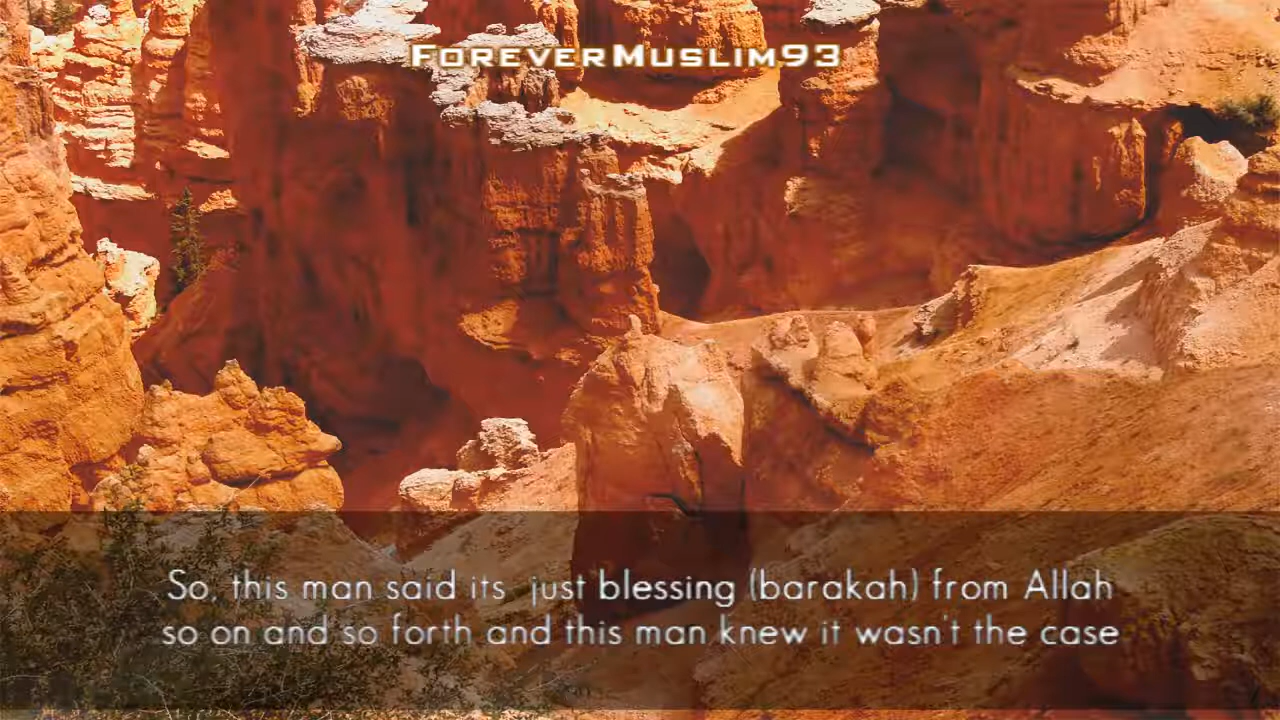 ForeverMuslim93
So, this man said its just blessing (barakah) from Allah
so on and so forth and this man knew it wasn't the case